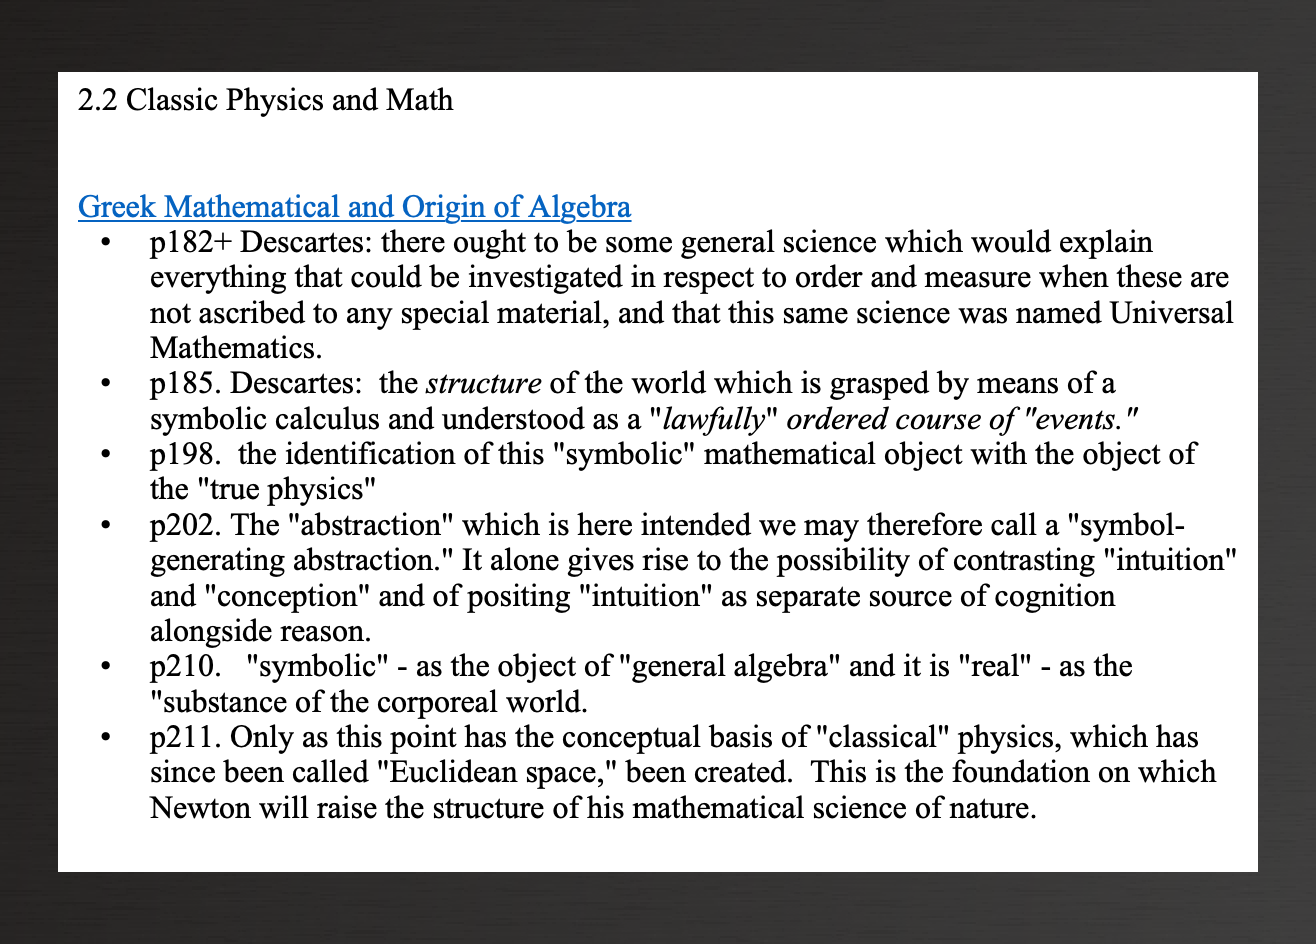 2.2 Classic Physics and Math
Greek Mathematical and Origin of Algebra
• p182+ Descartes: there ought to be some general science which would explain
everything that could be investigated in respect to order and measure when these are
not ascribed to any special material, and that this same science was named Universal
Mathematics.
• p185. Descartes:  the structure of the world which is grasped by means of a
symbolic calculus and understood as a "lawfully" ordered course of "events."
• p198.  the identification of this "symbolic" mathematical object with the object of
the "true physics"
• p202. The "abstraction" which is here intended we may therefore call a "symbol-
generating abstraction." It alone gives rise to the possibility of contrasting "intuition"
and "conception" and of positing "intuition" as separate source of cognition
alongside reason.
• p210.   "symbolic" - as the object of "general algebra" and it is "real" - as the
"substance of the corporeal world.
• p211. Only as this point has the conceptual basis of "classical" physics, which has
since been called "Euclidean space," been created.  This is the foundation on which
Newton will raise the structure of his mathematical science of nature.